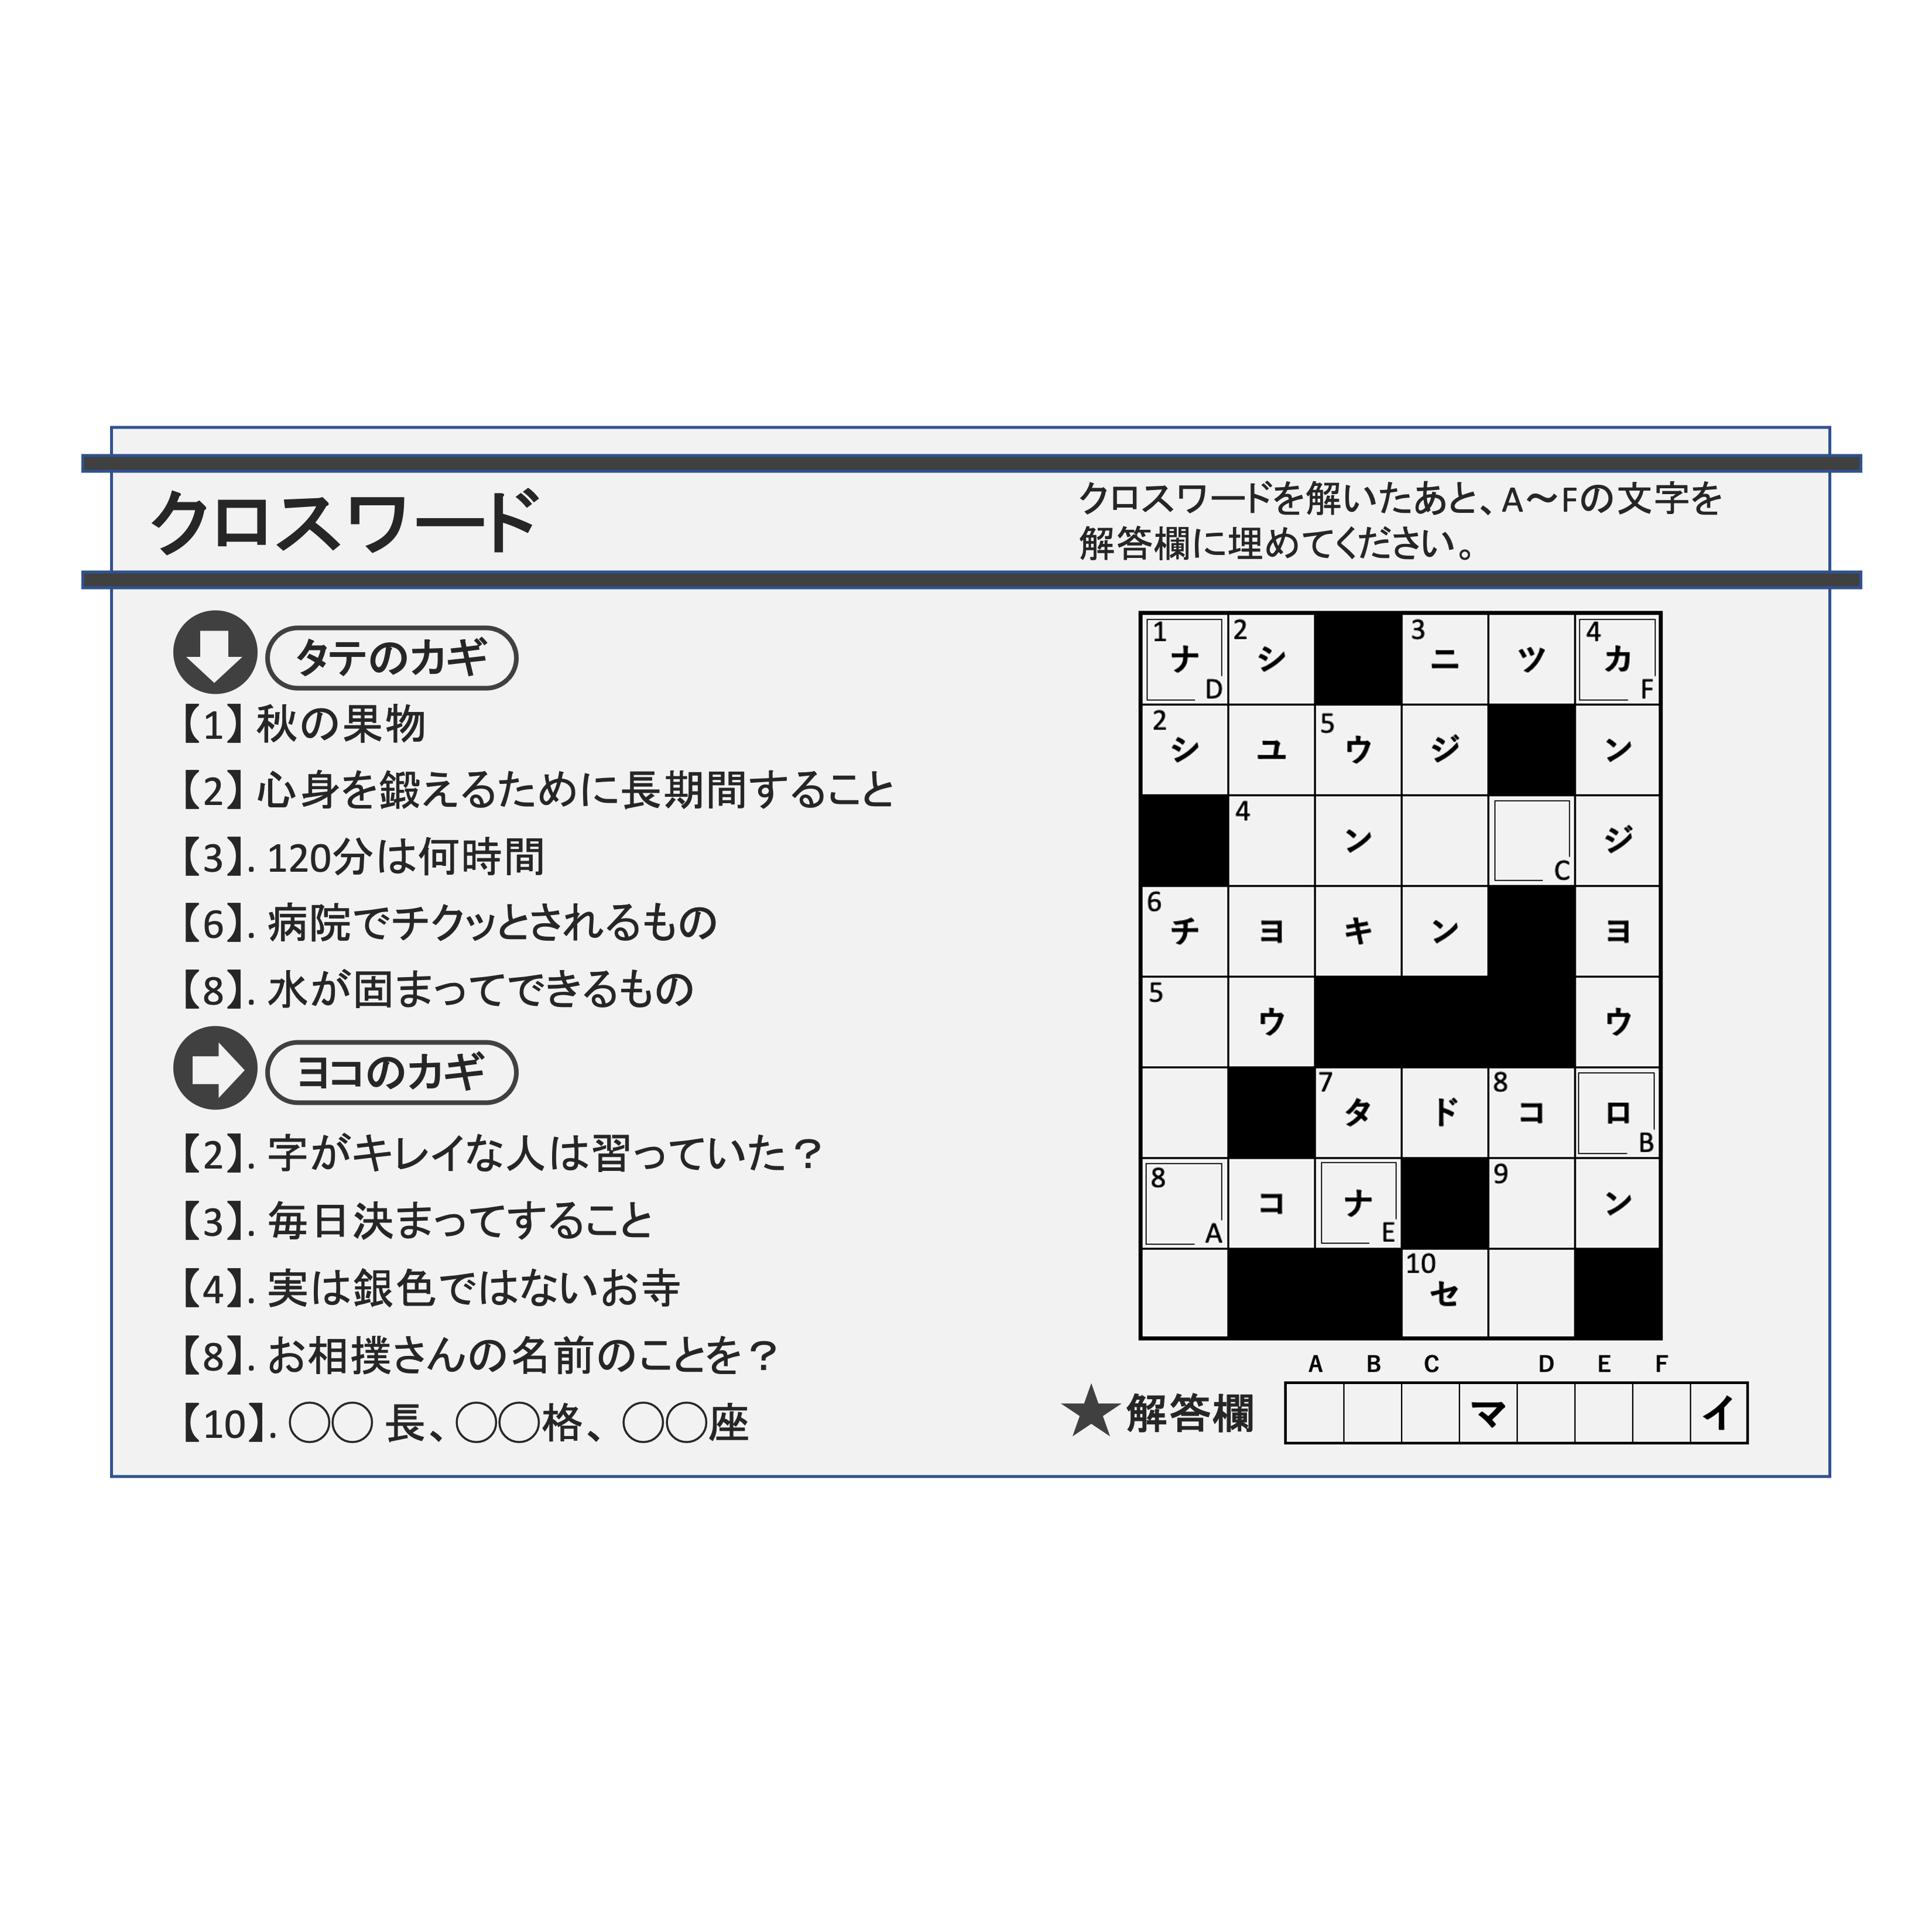 クロスワード
クロスワードを解いたあと、A～Fの文字を
解答欄に埋めてください。
タテのカギ
【1】 秋の果物
【2】 心身を鍛えるために長期間すること
【3】. 120分は何時間
【6】. 病院でチクッとされるもの
【8】. 水が固まってできるもの
ヨコのカギ
【2】. 字がキレイな人は習っていた？
【3】. 毎日決まってすること
【4】. 実は銀色ではないお寺
【8】. お相撲さんの名前のことを？
【10】. ◯◯ 長、◯◯格、◯◯座
1 ナ D 2 シ 3 ニ ツ 4 カ F
2 シ ユ 5 ウ ジ ン
4 ン C ジ
6 チ ヨ キ ン ヨ
5 ウ ウ
7 タ ド 8 コ ロ B
8 A コ ナ E 9 ン
10 セ
A B C D E F
★解答欄 マ イ